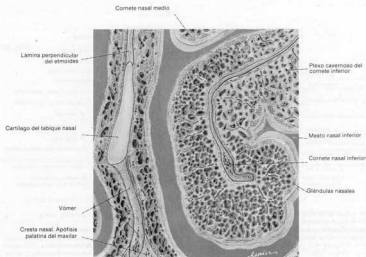 Cornete nasal medio
Lámina perpendicular
del etmoides
Plexo cavernoso del
cornete inferior
Cartílago del tabique nasal
Meato nasal inferior
Cornete nasal inferior
Glándulas nasales
Vómer
Cresta nasal. Apófisis
palatina del maxilar